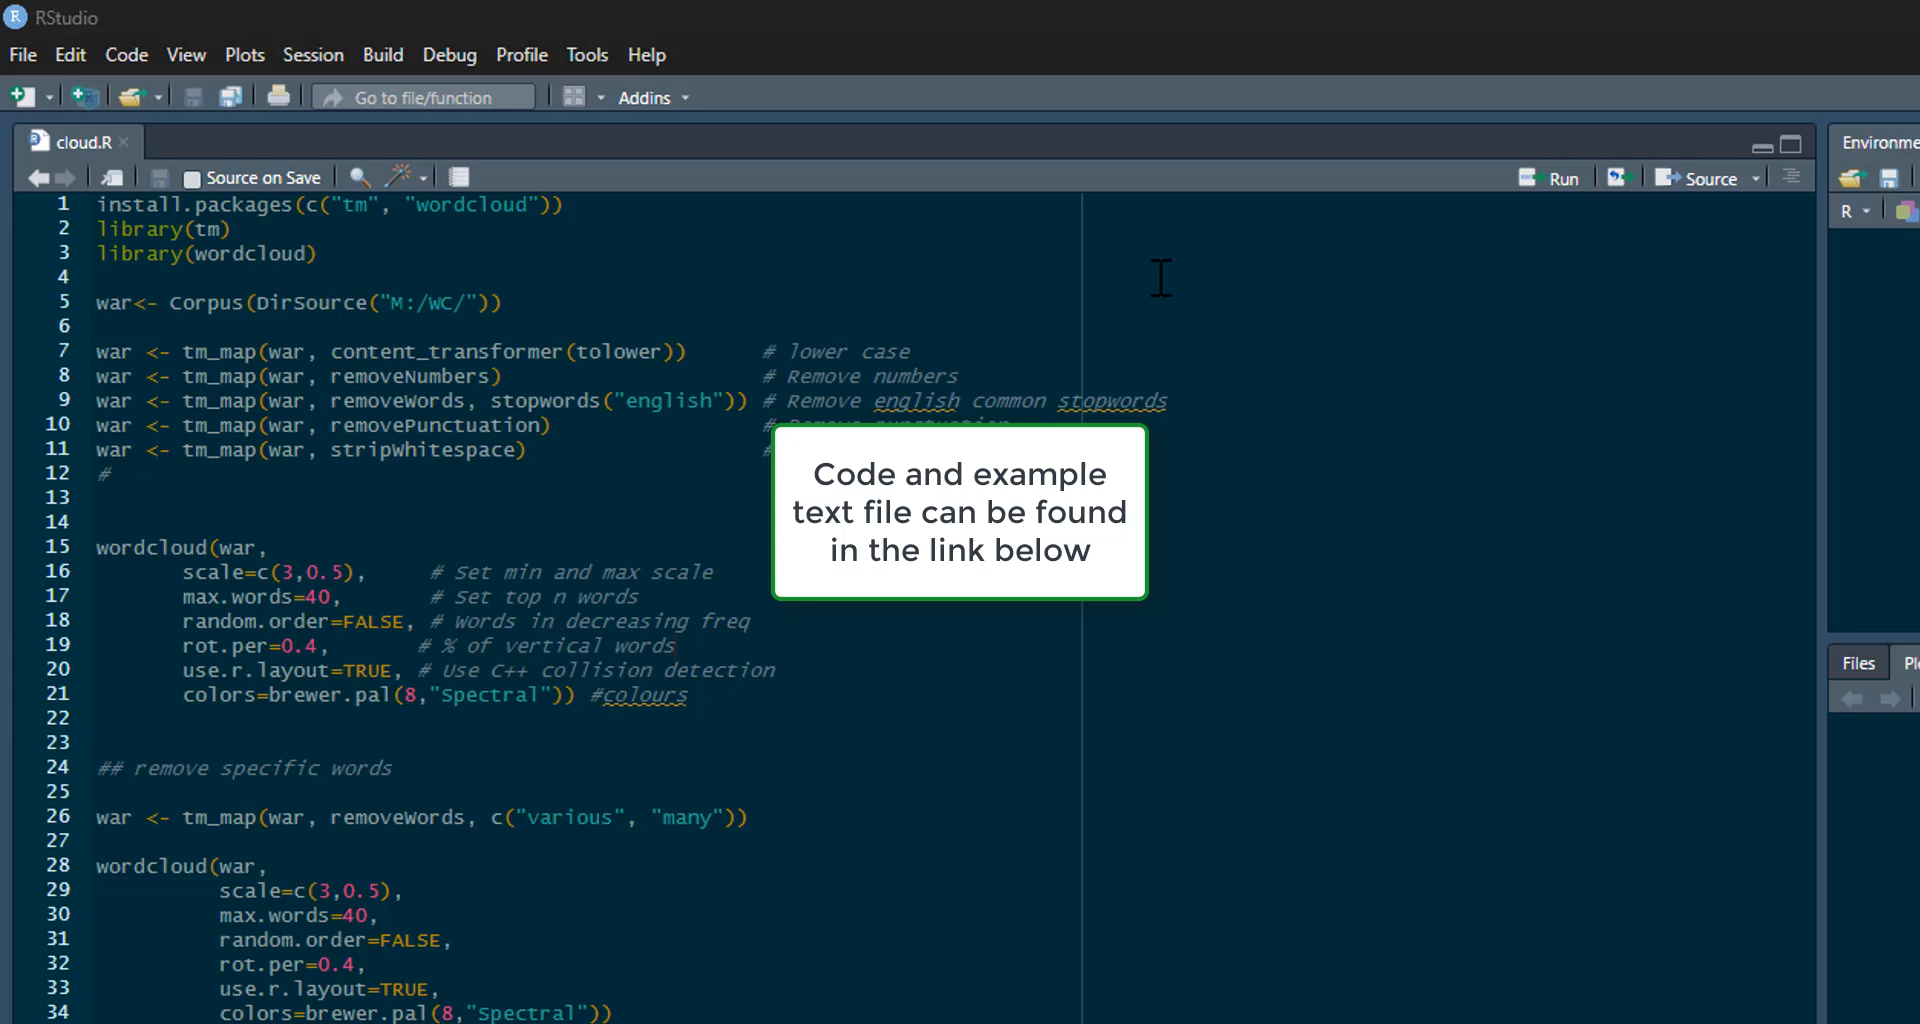 RStudio
File Edit Code View Plots Session Build Debug Profile Tools Help
Go to file/function Addins
cloud.R
Source on Save Run Source
1 install.packages(c("tm", "wordcloud"))
2 library(tm)
3 library(wordcloud)
4
5 war<- Corpus(DirSource("M:/WC/"))
6
7 war <- tm_map(war, content_transformer(tolower)) # lower case
8 war <- tm_map(war, removeNumbers) # Remove numbers
9 war <- tm_map(war, removeWords, stopwords("english")) # Remove english common stopwords
10 war <- tm_map(war, removePunctuation) #
11 war <- tm_map(war, stripWhitespace) #
12 #
13
14
15 wordcloud(war,
16 scale=c(3,0.5), # Set min and max scale
17 max.words=40, # Set top n words
18 random.order=FALSE, # words in decreasing freq
19 rot.per=0.4, # % of vertical words
20 use.r.layout=TRUE, # Use C++ collision detection
21 colors=brewer.pal(8,"Spectral")) #colours
22
23
24 ## remove specific words
25
26 war <- tm_map(war, removeWords, c("various", "many"))
27
28 wordcloud(war,
29 scale=c(3,0.5),
30 max.words=40,
31 random.order=FALSE,
32 rot.per=0.4,
33 use.r.layout=TRUE,
34 colors=brewer.pal(8,"Spectral"))
Code and example
text file can be found
in the link below
Environme
R
Files